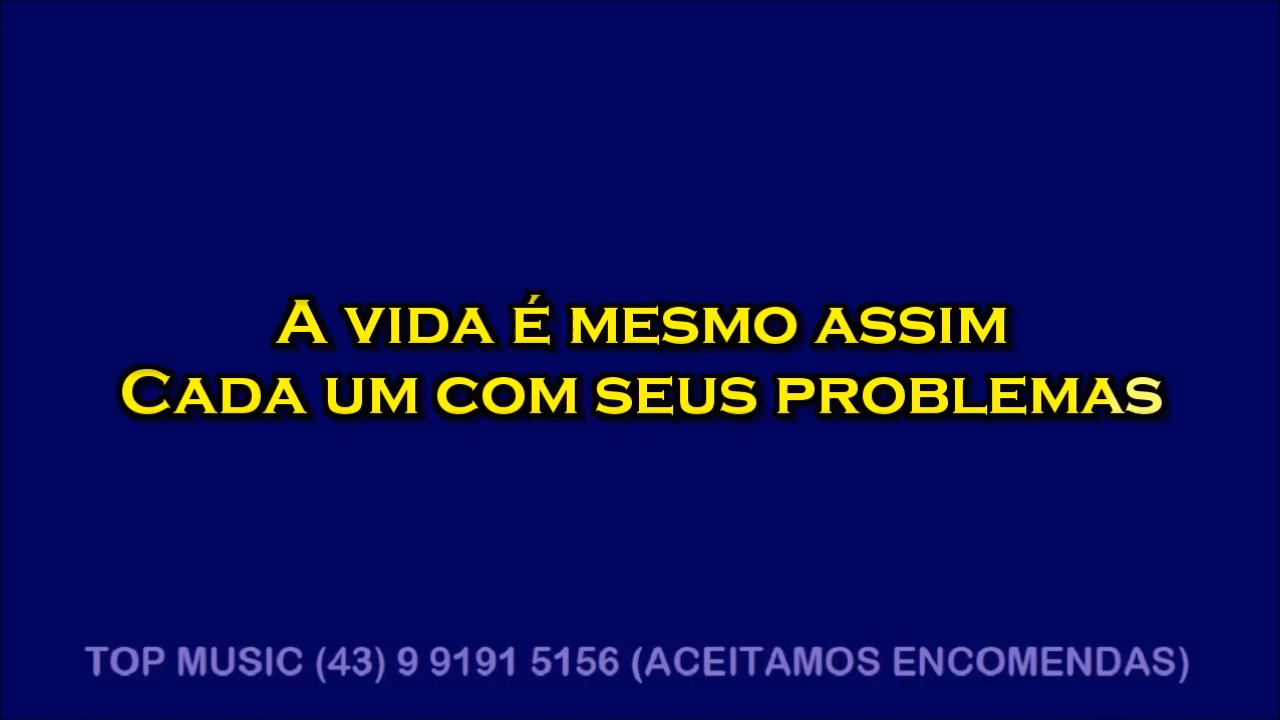 A VIDA É MESMO ASSIM
CADA UM COM SEUS PROBLEMAS
TOP MUSIC (43) 9 9191 5156 (ACEITAMOS ENCOMENDAS)